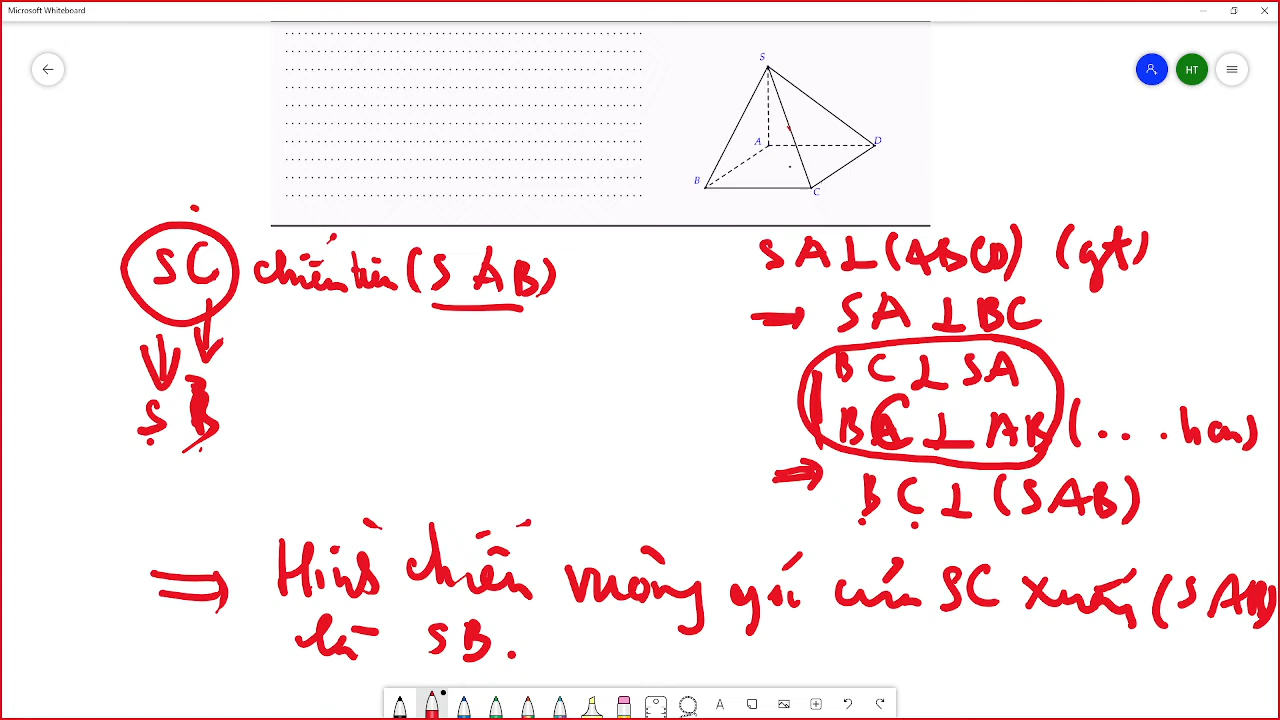 Microsoft Whiteboard
HT
S
A
D
B
C
SC chiếu lên (SAB)
S B
SA ⊥ (ABCD) (gt)
⇒ SA ⊥ BC
BC ⊥ SA
BC ⊥ AB (... hcn)
⇒ BC ⊥ (SAB)
⇒ Hình chiếu vuông góc của SC xuống (SAB)
là SB.
A